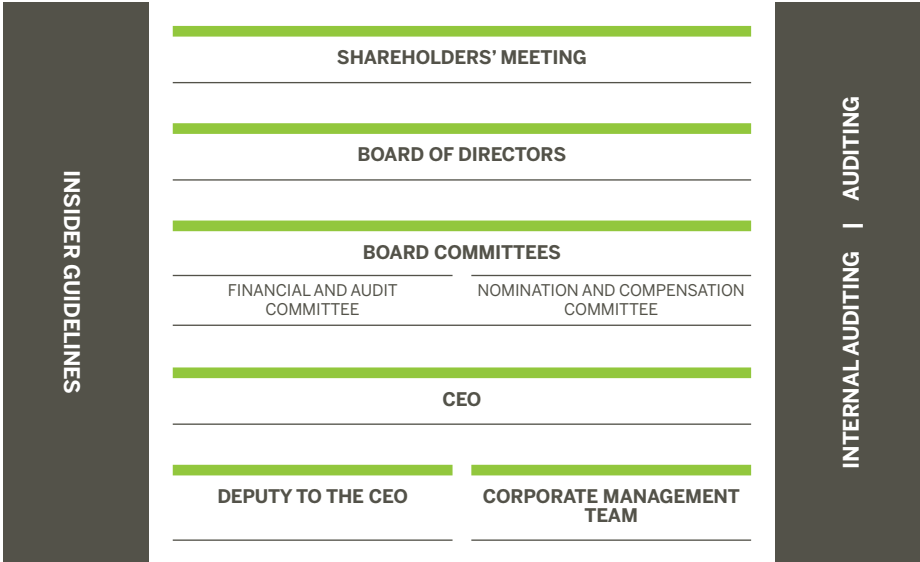 INSIDER GUIDELINES
SHAREHOLDERS' MEETING
BOARD OF DIRECTORS
BOARD COMMITTEES
FINANCIAL AND AUDIT
COMMITTEE
NOMINATION AND COMPENSATION
COMMITTEE
CEO
DEPUTY TO THE CEO
CORPORATE MANAGEMENT
TEAM
INTERNAL AUDITING | AUDITING